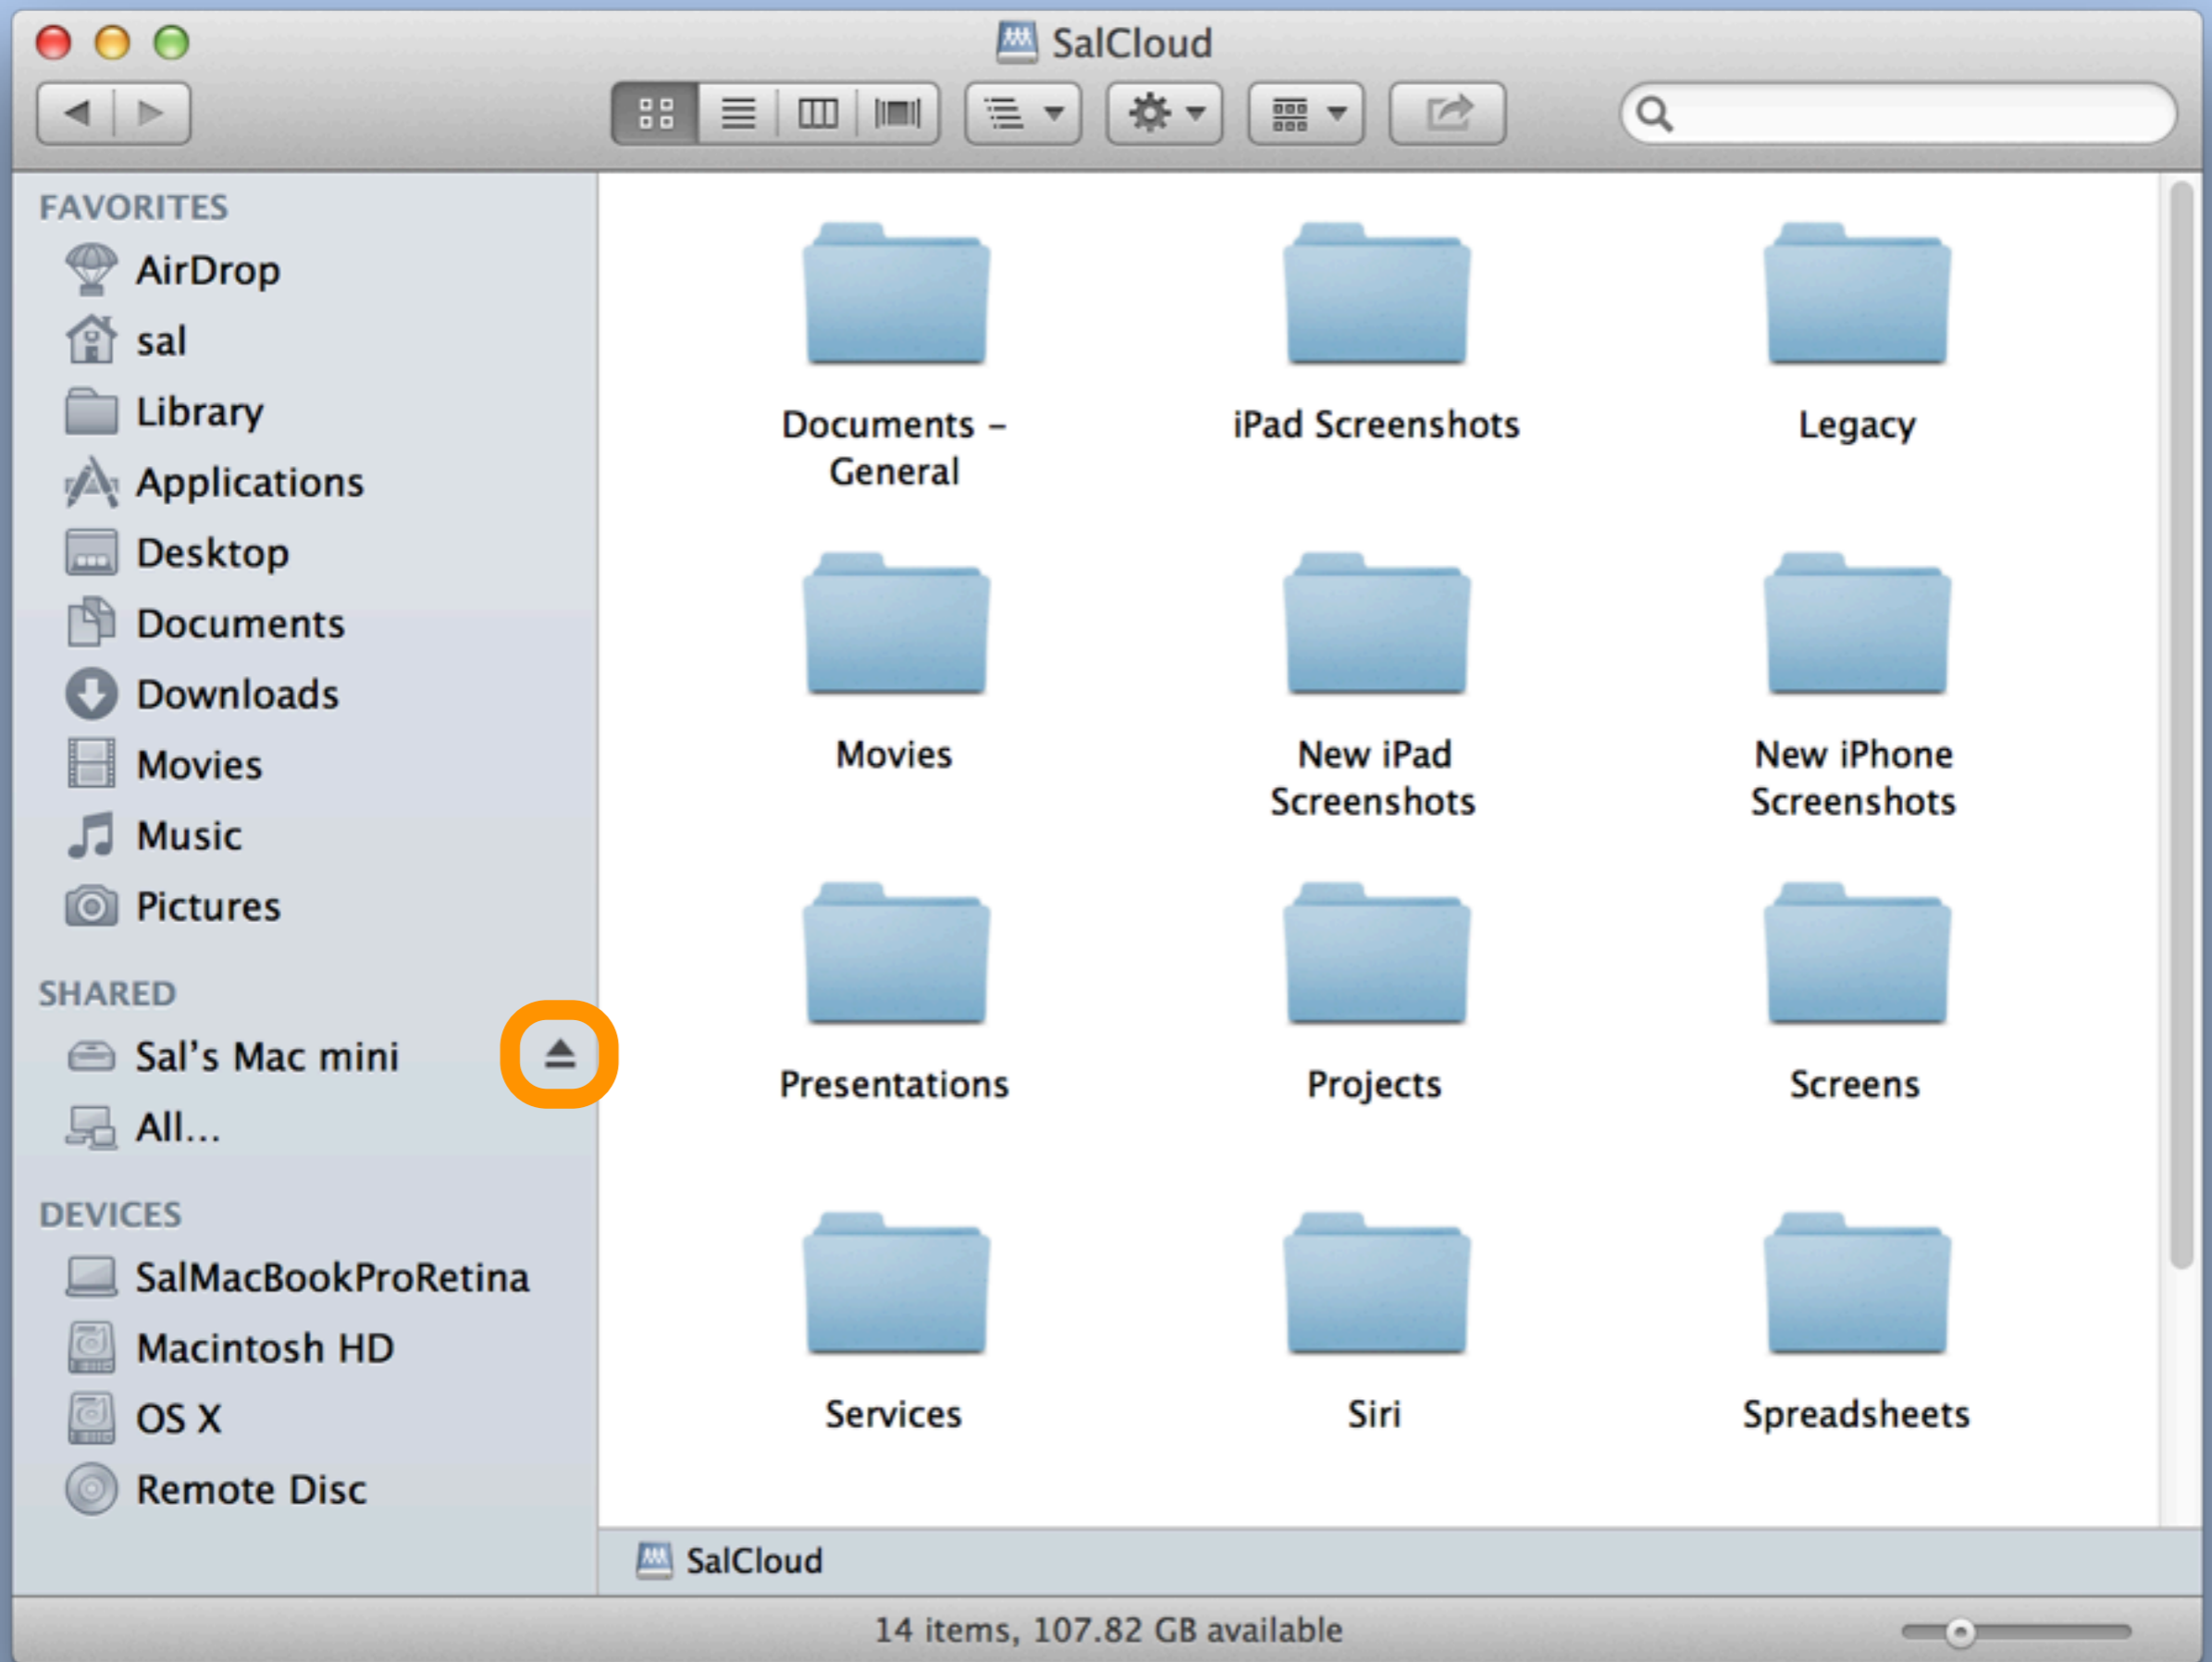 SalCloud
FAVORITES
AirDrop
sal
Library
Applications
Desktop
Documents
Downloads
Movies
Music
Pictures
SHARED
Sal’s Mac mini
All...
DEVICES
SalMacBookProRetina
Macintosh HD
OS X
Remote Disc
Documents –
General
iPad Screenshots
Legacy
Movies
New iPad
Screenshots
New iPhone
Screenshots
Presentations
Projects
Screens
Services
Siri
Spreadsheets
SalCloud
14 items, 107.82 GB available